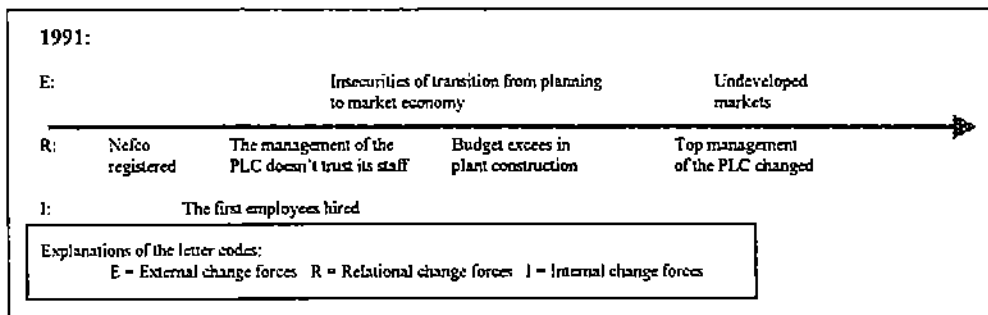 1991:
E: Insecurities of transition from planning Undeveloped
to market economy markets
R: Nefco The management of the Budget excees in Top management
registered PLC doesn't trust its staff plant construction of the PLC changed
I: The first employees hired
Explanations of the letter codes:
E = External change forces R = Relational change forces I = Internal change forces